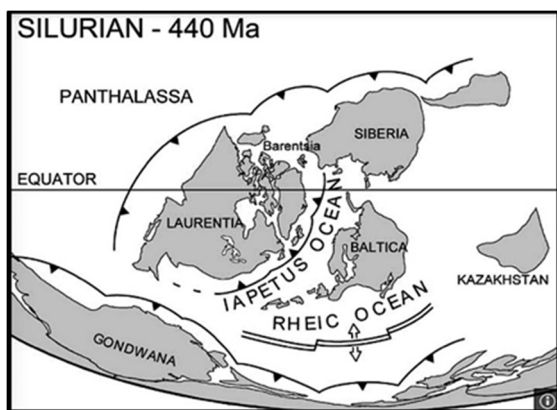 SILURIAN - 440 Ma
PANTHALASSA
Barentsia
SIBERIA
EQUATOR
LAURENTIA
IAPETUS OCEAN
BALTICA
KAZAKHSTAN
RHEIC OCEAN
GONDWANA